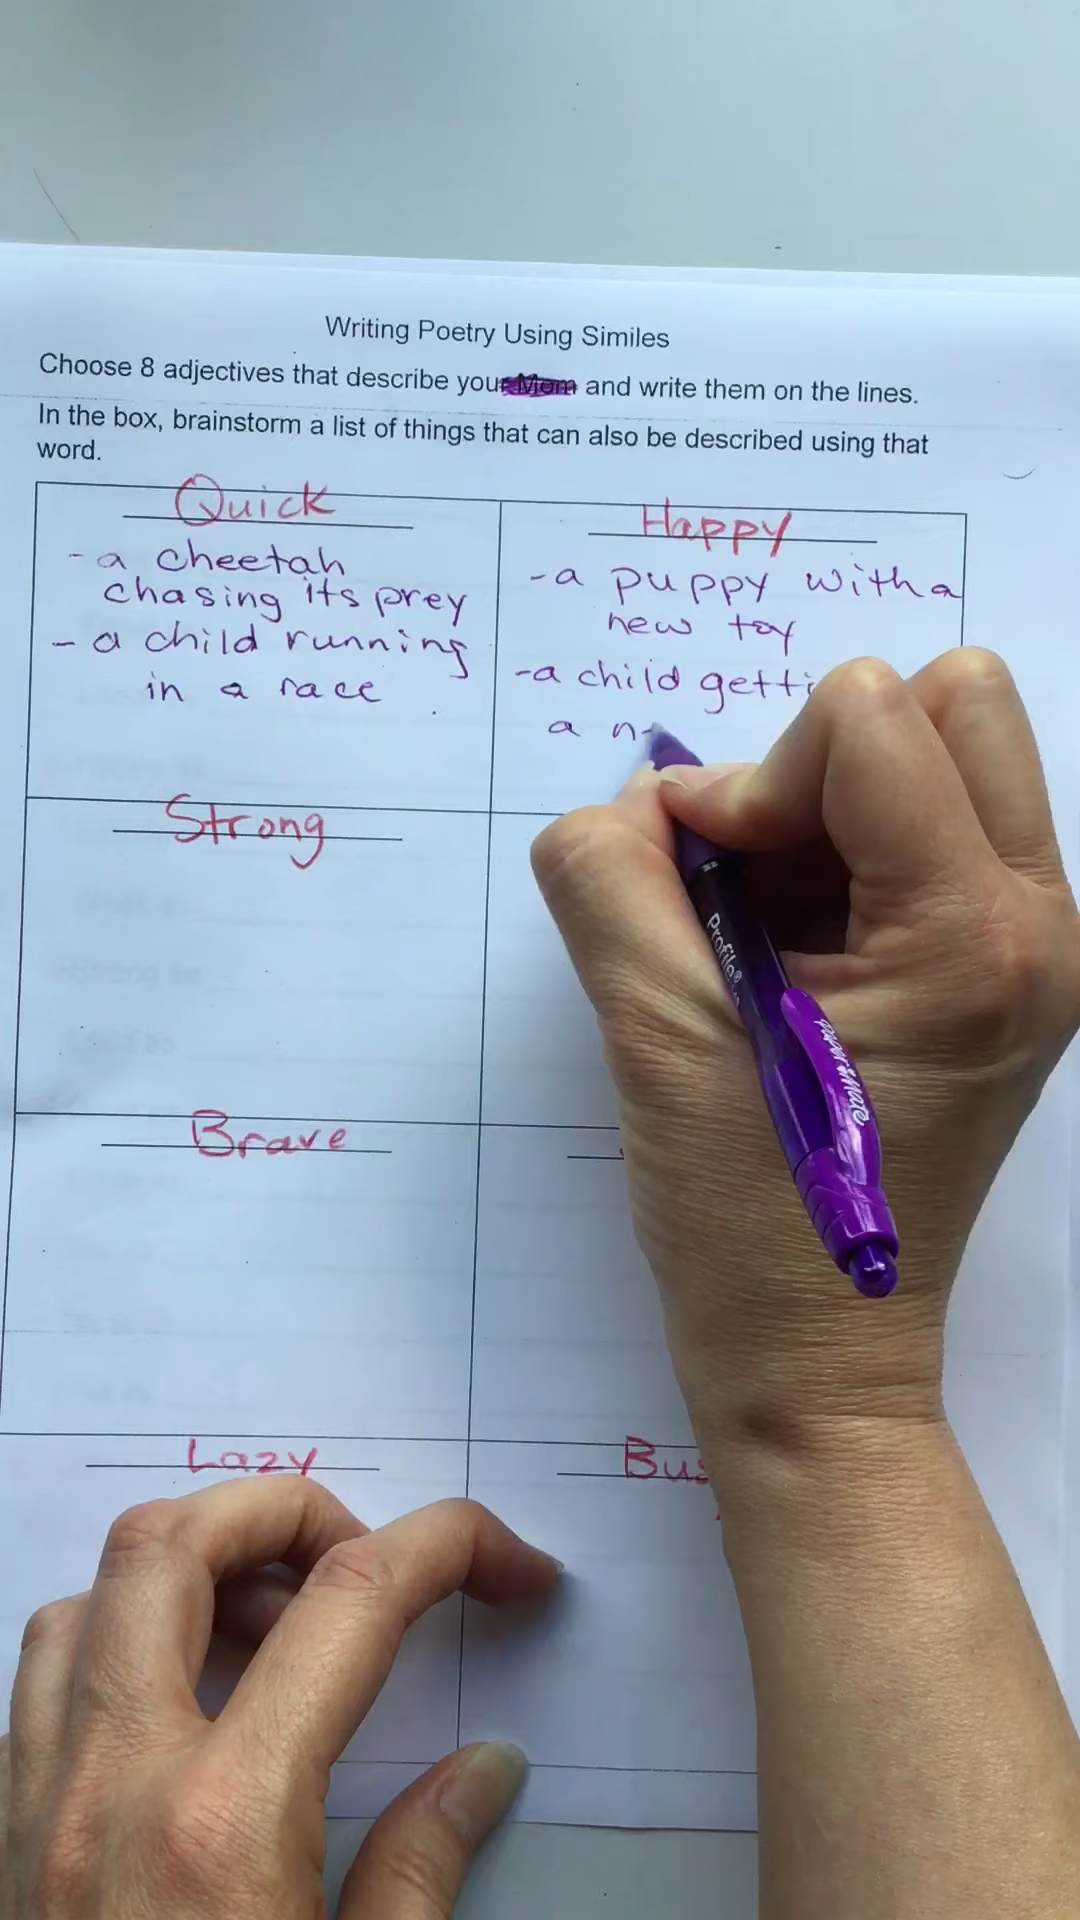 Writing Poetry Using Similes
Choose 8 adjectives that describe your Mom and write them on the lines.
In the box, brainstorm a list of things that can also be described using that
word.
Quick
- a cheetah
chasing its prey
- a child running
in a race
Happy
- a puppy with a
new toy
- a child getti
a n
Strong
Brave
Lazy
Bus
Profile®
paper mate